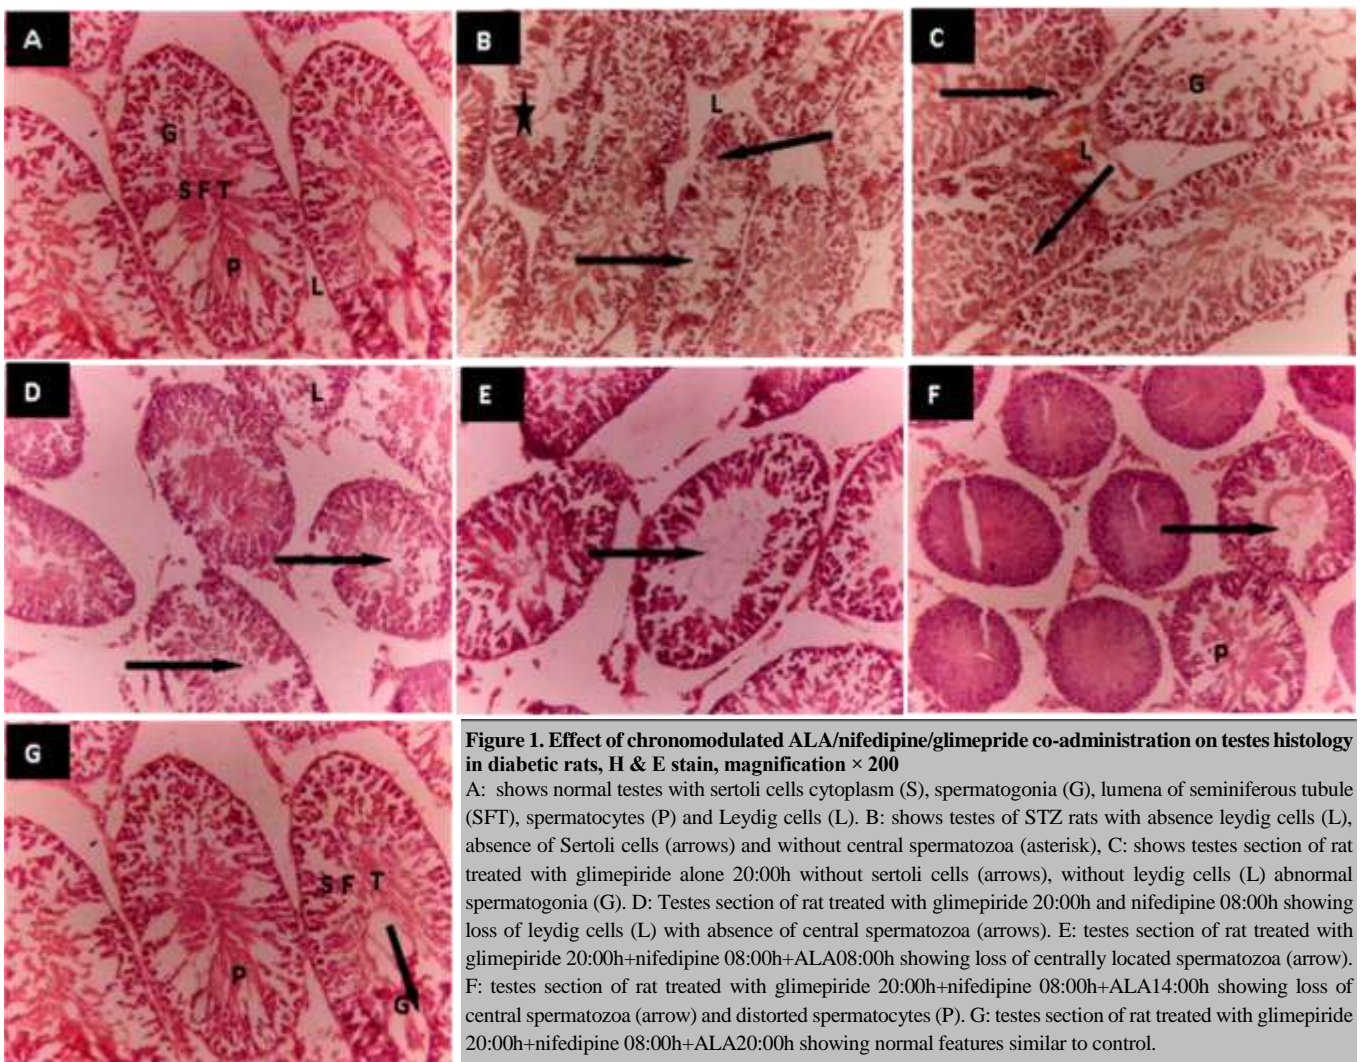 A
G
S F T
P
L
B
L
C
G
L
D
L
E
F
P
G
S F T
P
G
Figure 1. Effect of chronomodulated ALA/nifedipine/glimepride co-administration on testes histology
in diabetic rats, H & E stain, magnification × 200
A: shows normal testes with sertoli cells cytoplasm (S), spermatogonia (G), lumena of seminiferous tubule
(SFT), spermatocytes (P) and Leydig cells (L). B: shows testes of STZ rats with absence leydig cells (L),
absence of Sertoli cells (arrows) and without central spermatozoa (asterisk), C: shows testes section of rat
treated with glimepiride alone 20:00h without sertoli cells (arrows), without leydig cells (L) abnormal
spermatogonia (G). D: Testes section of rat treated with glimepiride 20:00h and nifedipine 08:00h showing
loss of leydig cells (L) with absence of central spermatozoa (arrows). E: testes section of rat treated with
glimepiride 20:00h+nifedipine 08:00h+ALA08:00h showing loss of centrally located spermatozoa (arrow).
F: testes section of rat treated with glimepiride 20:00h+nifedipine 08:00h+ALA14:00h showing loss of
central spermatozoa (arrow) and distorted spermatocytes (P). G: testes section of rat treated with glimepiride
20:00h+nifedipine 08:00h+ALA20:00h showing normal features similar to control.